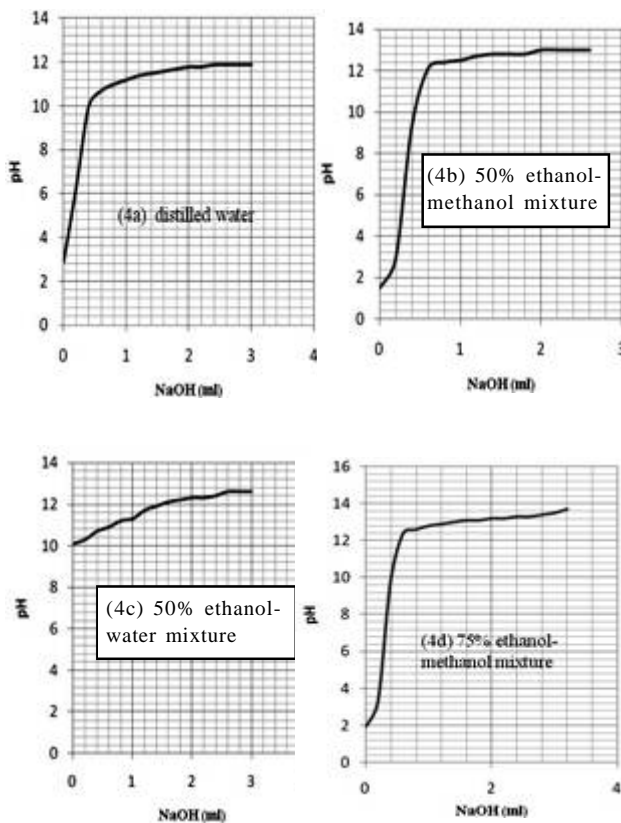 14
12
10
8
6
4
2
0
pH
(4a) distilled water
0 1 2 3 4
NaOH (ml)
14
12
10
8
6
4
2
0
pH
(4b) 50% ethanol-
methanol mixture
0 1 2 3
NaOH (ml)
14
12
10
8
6
4
2
0
pH
(4c) 50% ethanol-
water mixture
0 1 2 3
NaOH (ml)
16
14
12
10
8
6
4
2
0
pH
(4d) 75% ethanol-
methanol mixture
0 2 4
NaOH (ml)